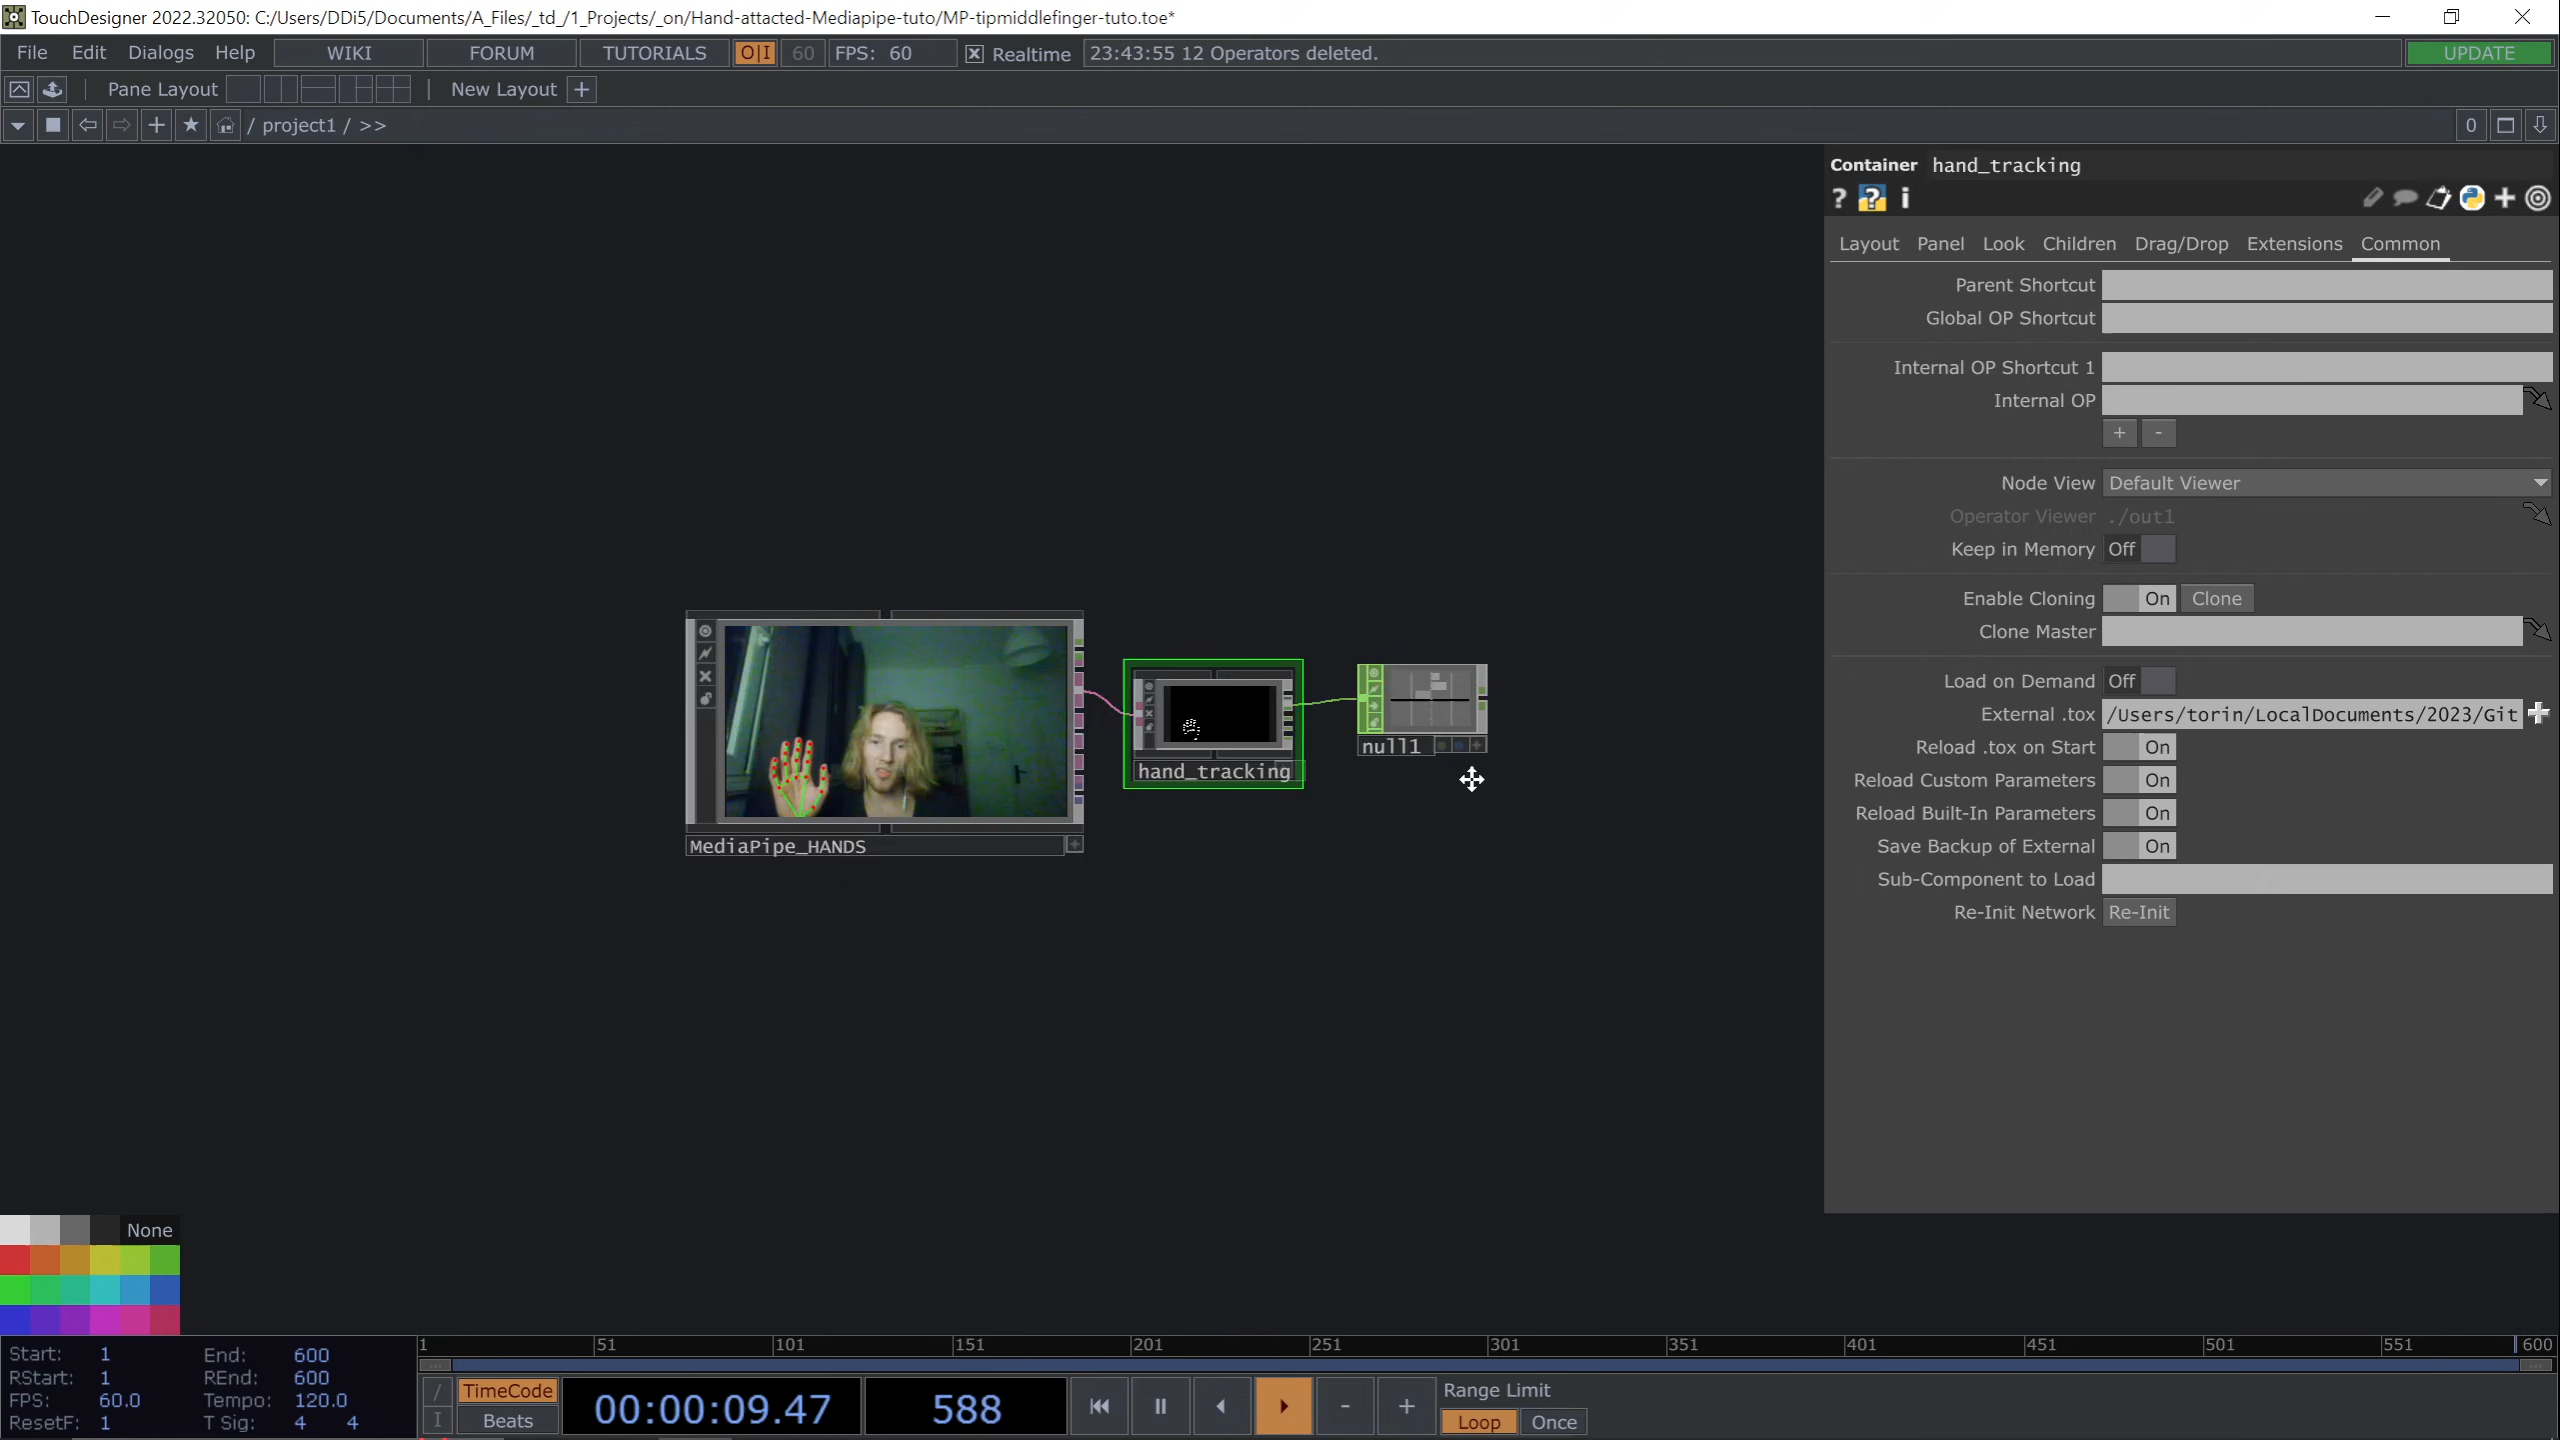 TouchDesigner 2022.32050: C:/Users/DDi5/Documents/A_Files/_td_/1_Projects/_on/Hand-attacted-Mediapipe-tuto/MP-tipmiddlefinger-tuto.toe*
File Edit Dialogs Help WIKI FORUM TUTORIALS O|I 60 FPS: 60 Realtime 23:43:55 12 Operators deleted. UPDATE
Pane Layout New Layout +
/ project1 / >> 0
Container hand_tracking
Layout Panel Look Children Drag/Drop Extensions Common
Parent Shortcut
Global OP Shortcut
Internal OP Shortcut 1
Internal OP
+ -
Node View Default Viewer
Operator Viewer ./out1
Keep in Memory Off
Enable Cloning On Clone
Clone Master
Load on Demand Off
External .tox /Users/torin/LocalDocuments/2023/Git
Reload .tox on Start On
Reload Custom Parameters On
Reload Built-In Parameters On
Save Backup of External On
Sub-Component to Load
Re-Init Network Re-Init
MediaPipe_HANDS
hand_tracking
null1
None
1 51 101 151 201 251 301 351 401 451 501 551 600
Start: 1 End: 600
RStart: 1 REnd: 600
FPS: 60.0 Tempo: 120.0
ResetF: 1 T Sig: 4 4
/ TimeCode
I Beats
00:00:09.47 588
- +
Range Limit
Loop Once